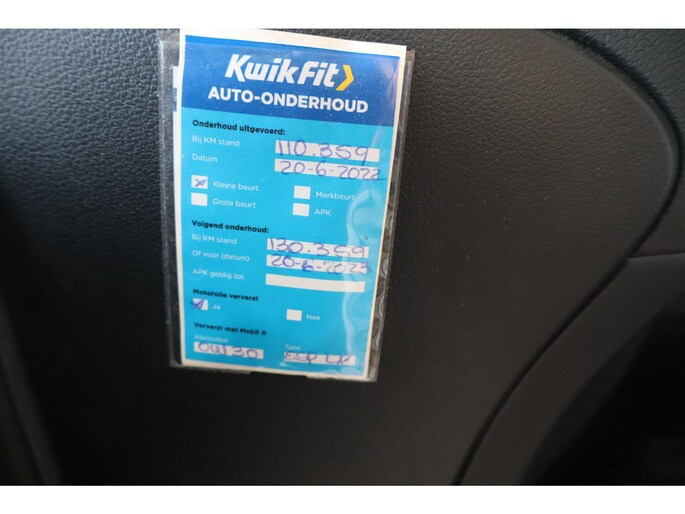 KwikFit
AUTO-ONDERHOUD
Onderhoud uitgevoerd:
Bij KM stand 110.359
Datum 20-6-2022
Kleine beurt. Merkbeurt
Grote beurt APK
Volgend onderhoud:
Bij KM stand 130.359
Of voor (datum) 20-6-2023
APK geldig tot
Motorolie ververst
Ja Nee
Ververst met Mobil
Type